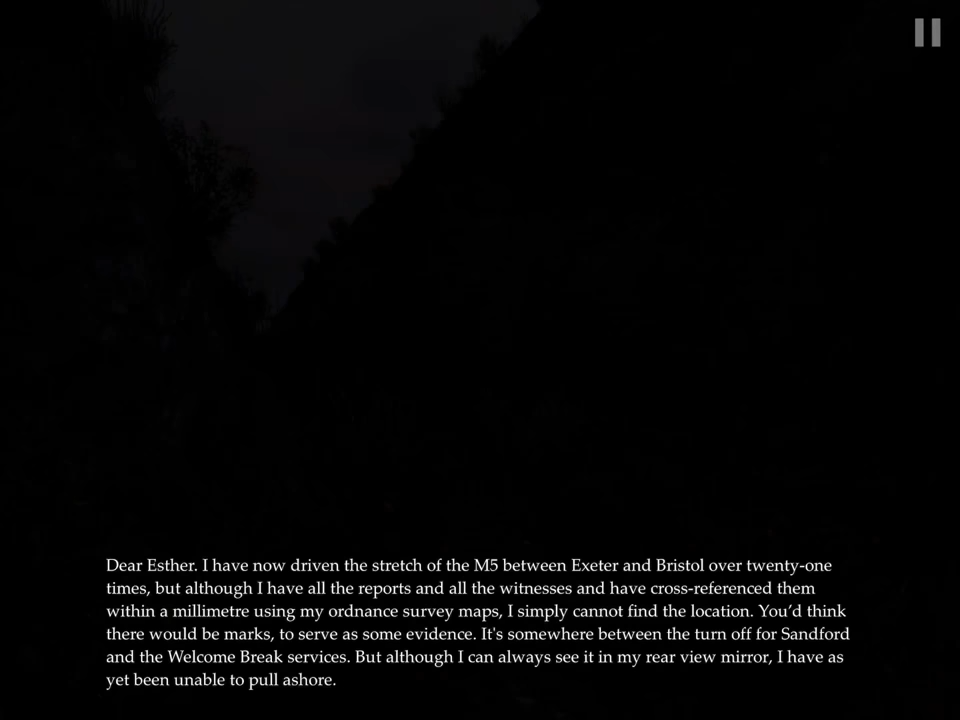 Dear Esther. I have now driven the stretch of the M5 between Exeter and Bristol over twenty-one
times, but although I have all the reports and all the witnesses and have cross-referenced them
within a millimetre using my ordnance survey maps, I simply cannot find the location. You’d think
there would be marks, to serve as some evidence. It's somewhere between the turn off for Sandford
and the Welcome Break services. But although I can always see it in my rear view mirror, I have as
yet been unable to pull ashore.